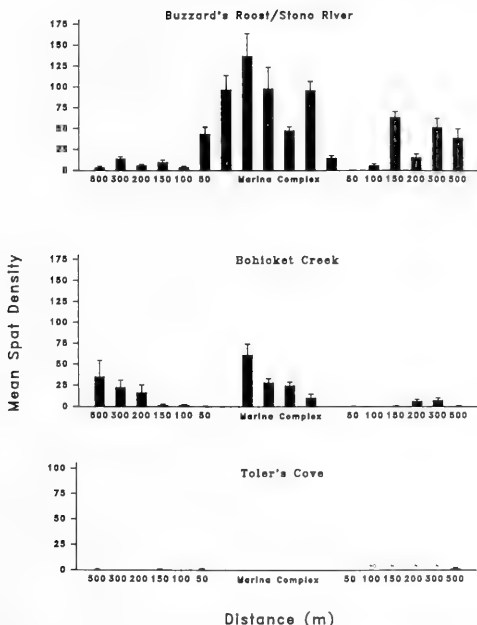 Buzzard's Roost/Stono River
175
150
125
100
75
50
25
0
500 300 200 150 100 50 Marina Complex 50 100 150 200 300 500
Mean Spat Density
Bohicket Creek
175
150
125
100
75
50
25
0
500 300 200 150 100 50 Marina Complex 50 100 150 200 300 500
Toler's Cove
100
75
50
25
0
500 300 200 150 100 50 Marina Complex 50 100 150 200 300 500
Distance (m)